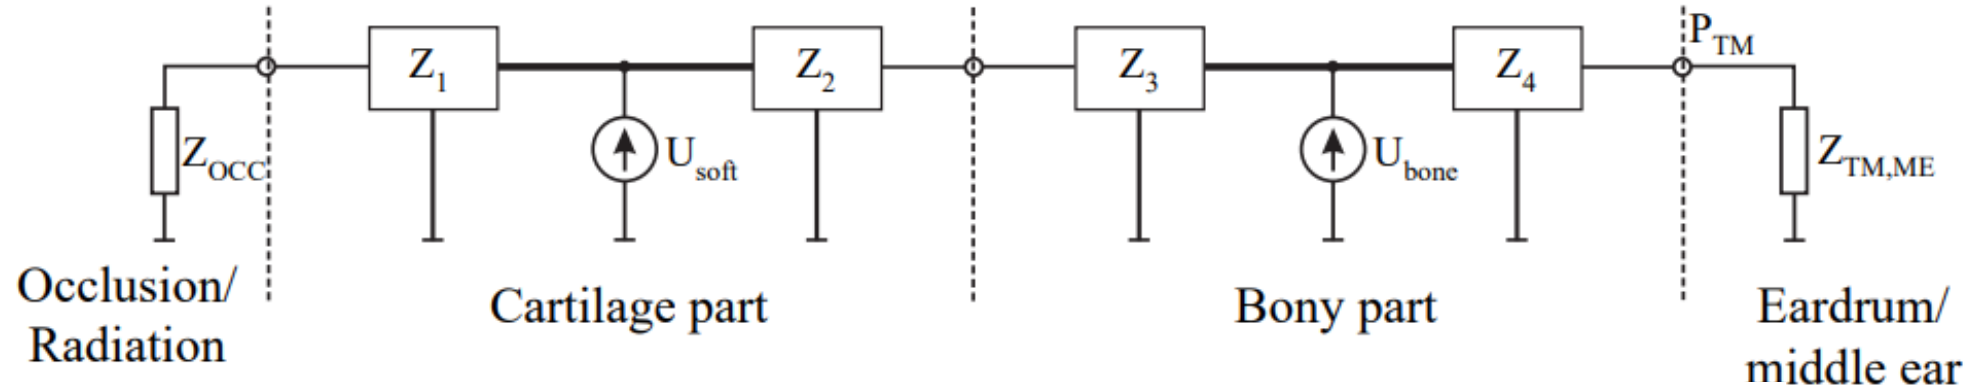 P_TM
Z_1
Z_2
Z_3
Z_4
Z_OCC
U_soft
U_bone
Z_TM,ME
Occlusion/
Radiation
Cartilage part
Bony part
Eardrum/
middle ear